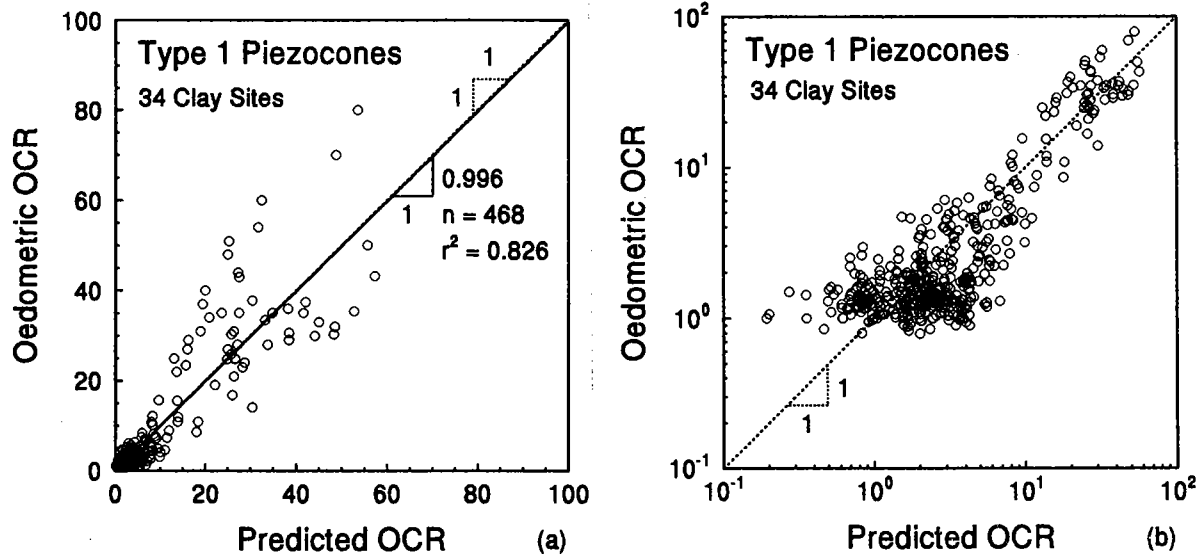 Type 1 Piezocones
34 Clay Sites
1
1
0.996
1
n = 468
r² = 0.826
Oedometric OCR
100
80
60
40
20
0
0 20 40 60 80 100
Predicted OCR
(a)
Type 1 Piezocones
34 Clay Sites
1
1
Oedometric OCR
10²
10¹
10⁰
10⁻¹
10⁻¹ 10⁰ 10¹ 10²
Predicted OCR
(b)